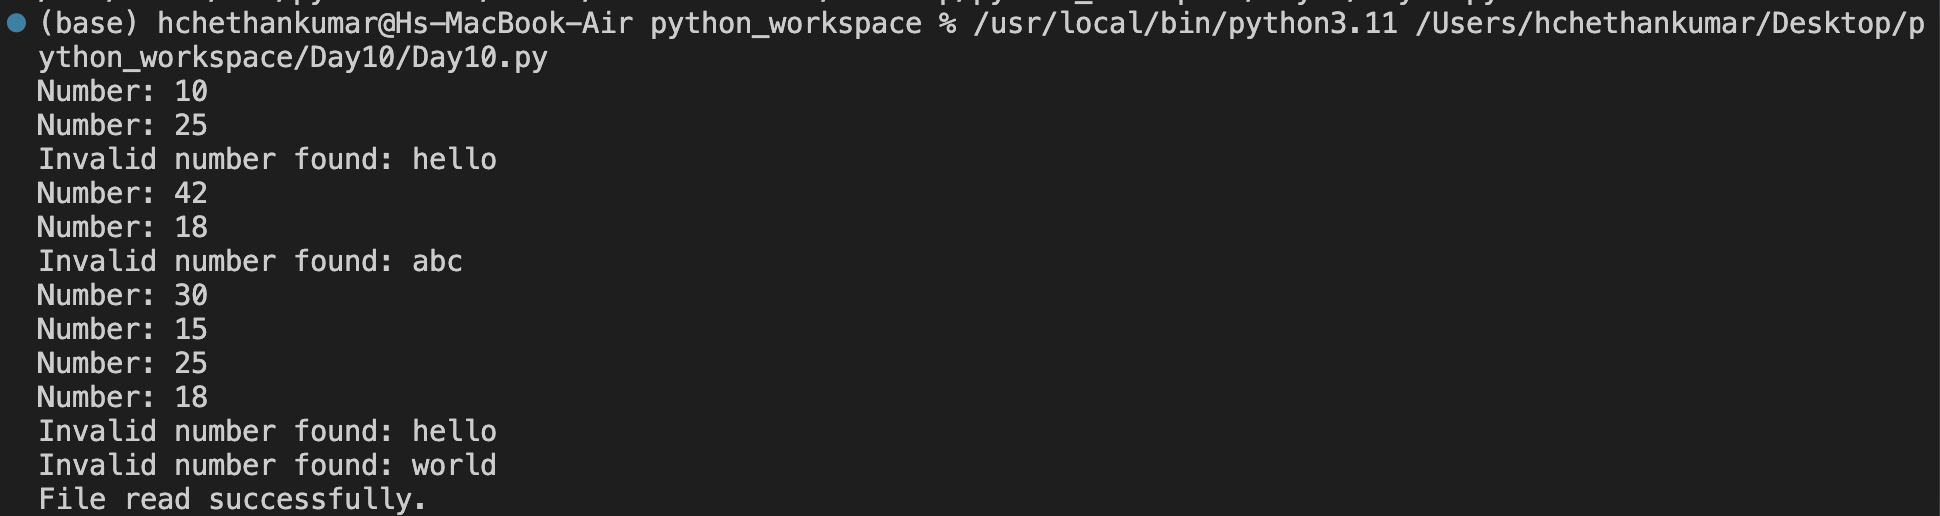 (base) hchethankumar@Hs-MacBook-Air python_workspace % /usr/local/bin/python3.11 /Users/hchethankumar/Desktop/p
ython_workspace/Day10/Day10.py
Number: 10
Number: 25
Invalid number found: hello
Number: 42
Number: 18
Invalid number found: abc
Number: 30
Number: 15
Number: 25
Number: 18
Invalid number found: hello
Invalid number found: world
File read successfully.